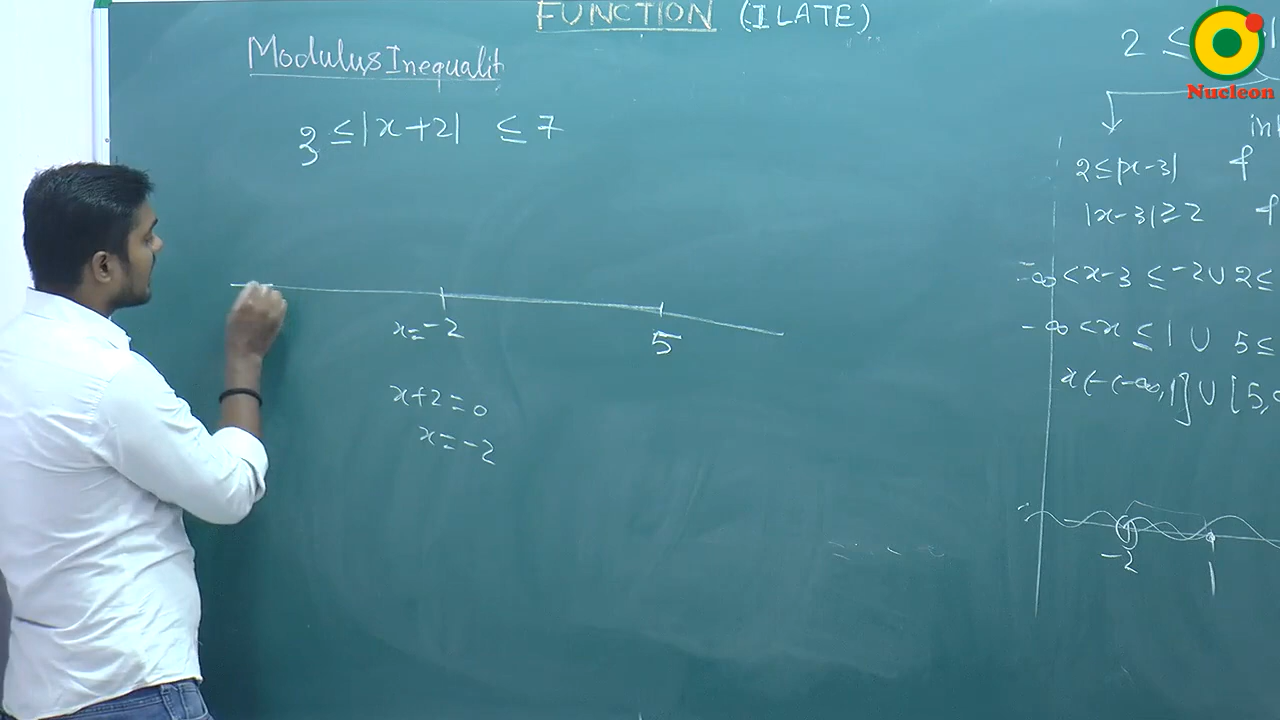 FUNCTION (ILATE)
Modulus Inequalit
3 ≤ |x+2| ≤ 7
x=-2
5
x+2=0
x=-2
2 ≤
Nucleon
2≤|x-3|
|x-3|≥2
-∞<x-3≤-2∪2≤
-∞<x≤1∪5≤
x(-(-∞,1]∪[5,
-2
1